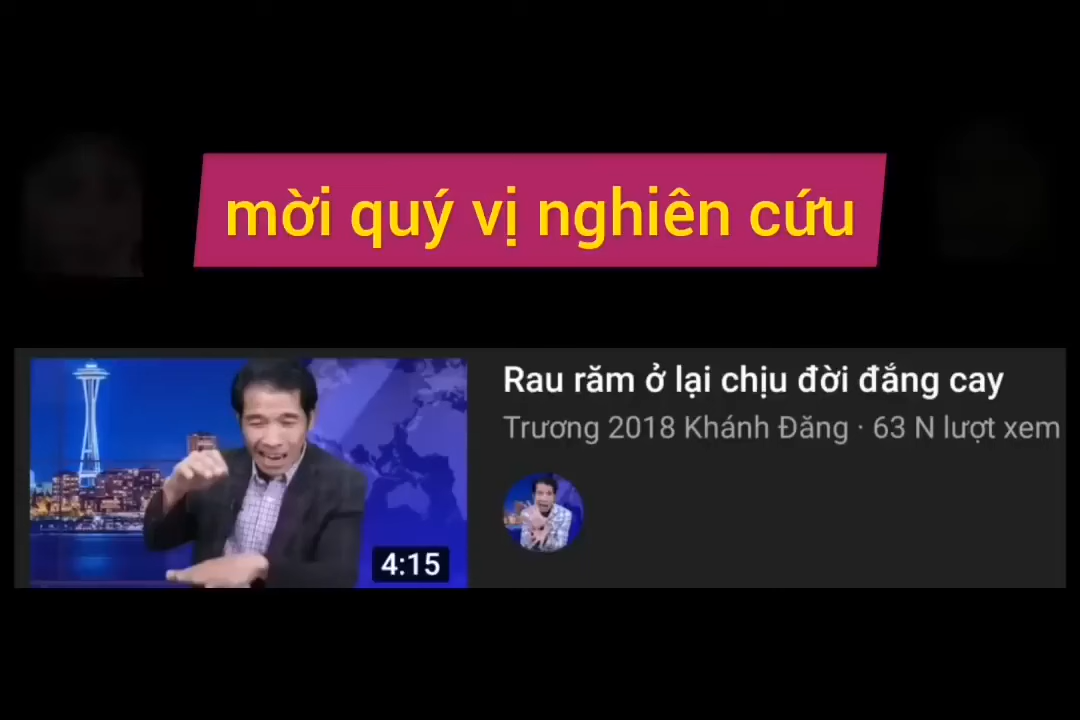 mời quý vị nghiên cứu
Rau răm ở lại chịu đời đắng cay
Trương 2018 Khánh Đăng · 63 N lượt xem
4:15